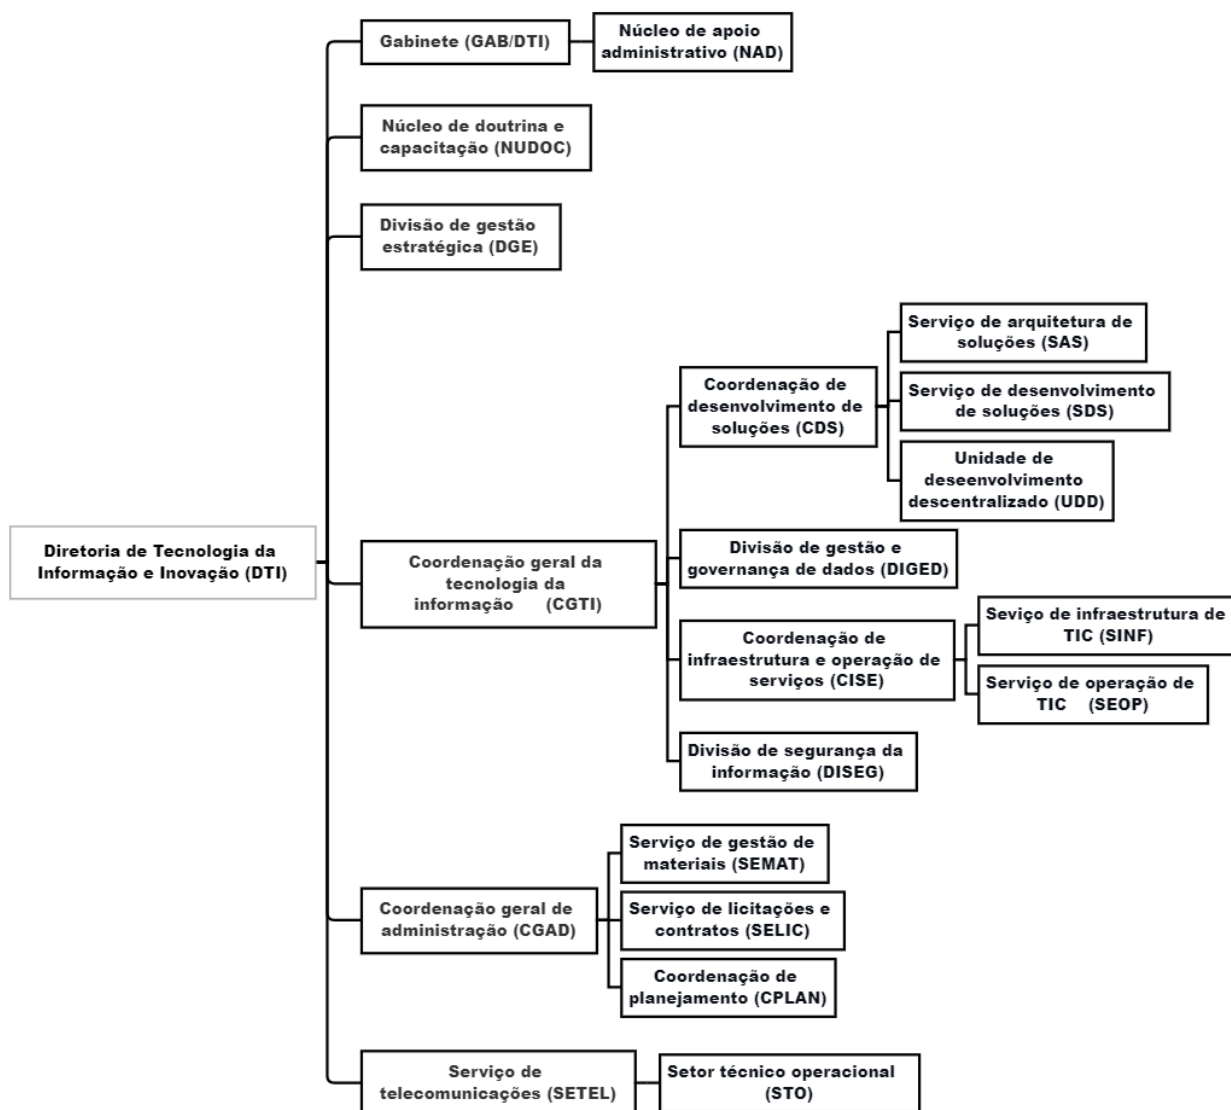 Gabinete (GAB/DTI)
Núcleo de apoio
administrativo (NAD)
Núcleo de doutrina e
capacitação (NUDOC)
Divisão de gestão
estratégica (DGE)
Diretoria de Tecnologia da
Informação e Inovação (DTI)
Coordenação geral da
tecnologia da
informação (CGTI)
Coordenação de
desenvolvimento de
soluções (CDS)
Serviço de arquitetura de
soluções (SAS)
Serviço de desenvolvimento
de soluções (SDS)
Unidade de
deseenvolvimento
descentralizado (UDD)
Divisão de gestão e
governança de dados (DIGED)
Coordenação de
infraestrutura e operação de
serviços (CISE)
Seviço de infraestrutura de
TIC (SINF)
Serviço de operação de
TIC (SEOP)
Divisão de segurança da
informação (DISEG)
Coordenação geral de
administração (CGAD)
Serviço de gestão de
materiais (SEMAT)
Serviço de licitações e
contratos (SELIC)
Coordenação de
planejamento (CPLAN)
Serviço de
telecomunicações (SETEL)
Setor técnico operacional
(STO)